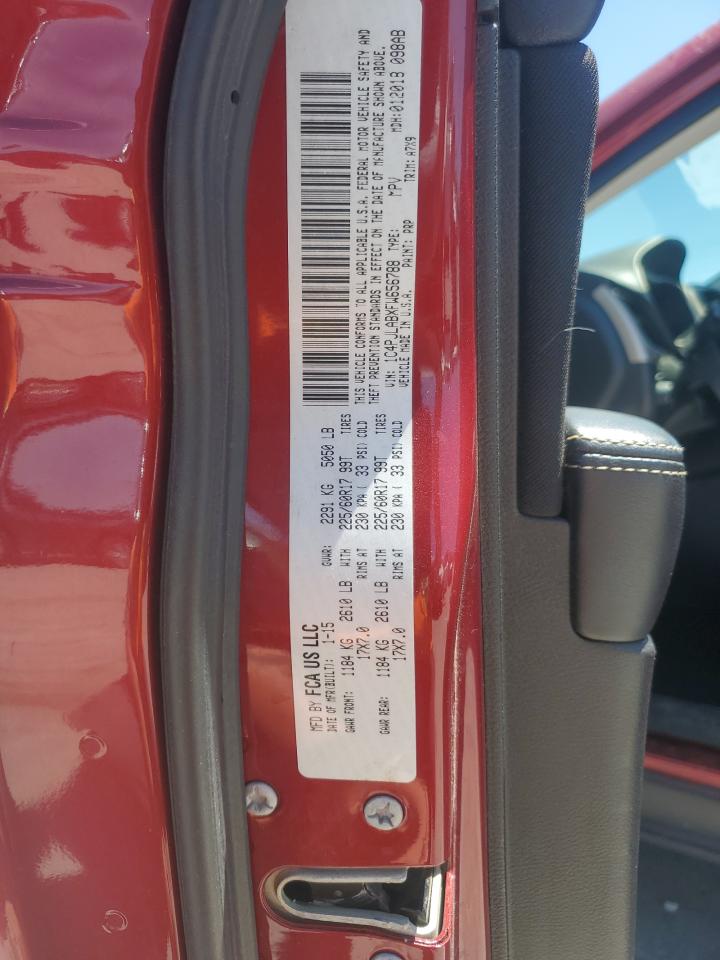 MFD BY FCA US LLC
DATE OF MFR(BUILT): 1-15 GVWR: 2291 KG 5050 LB
GAWR FRONT: 1184 KG 2610 LB WITH 225/60R17 99T TIRES
17X7.0 RIMS AT 230 KPA ( 33 PSI) COLD
GAWR REAR: 1184 KG 2610 LB WITH 225/60R17 99T TIRES
17X7.0 RIMS AT 230 KPA ( 33 PSI) COLD
THIS VEHICLE CONFORMS TO ALL APPLICABLE U.S.A. FEDERAL MOTOR VEHICLE SAFETY AND
THEFT PREVENTION STANDARDS IN EFFECT ON THE DATE OF MANUFACTURE SHOWN ABOVE.
VIN: 1C4PJLABXFW656788 TYPE: MPV MDH:012013 098AB
VEHICLE MADE IN U.S.A. PAINT: PRP TRIM: A7X9